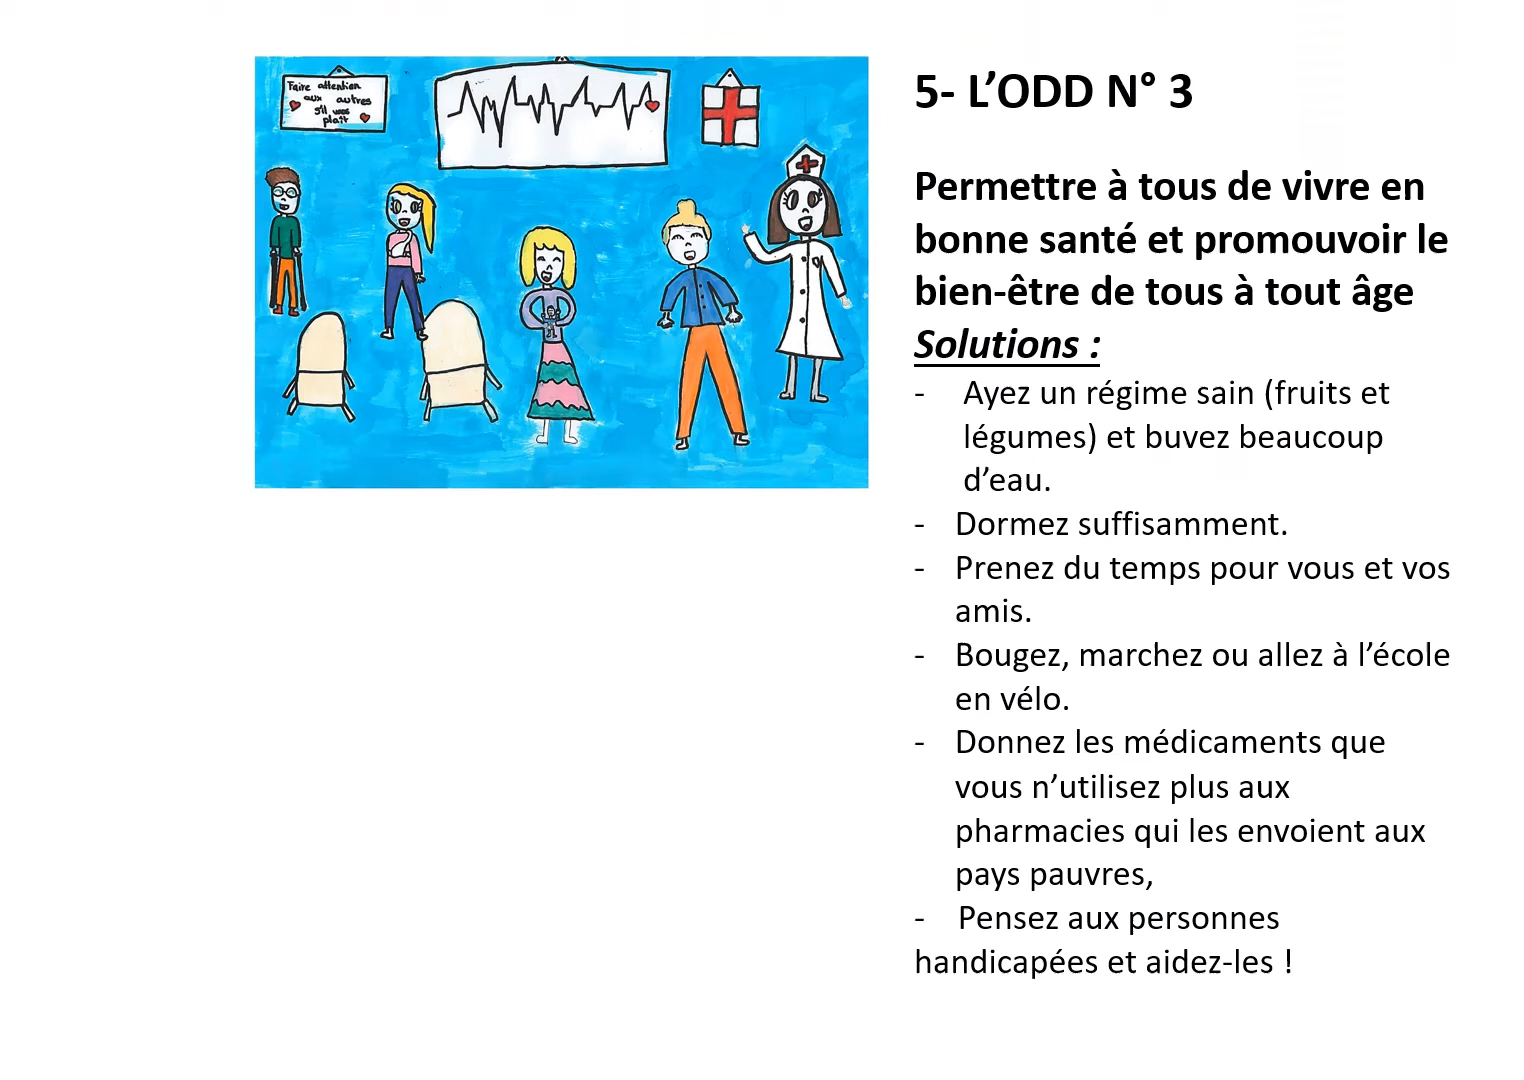 Faire attention
aux autres
s'il vous
plaît
5- L’ODD N° 3
Permettre à tous de vivre en
bonne santé et promouvoir le
bien-être de tous à tout âge
Solutions :
- Ayez un régime sain (fruits et
légumes) et buvez beaucoup
d’eau.
- Dormez suffisamment.
- Prenez du temps pour vous et vos
amis.
- Bougez, marchez ou allez à l’école
en vélo.
- Donnez les médicaments que
vous n’utilisez plus aux
pharmacies qui les envoient aux
pays pauvres,
- Pensez aux personnes
handicapées et aidez-les !